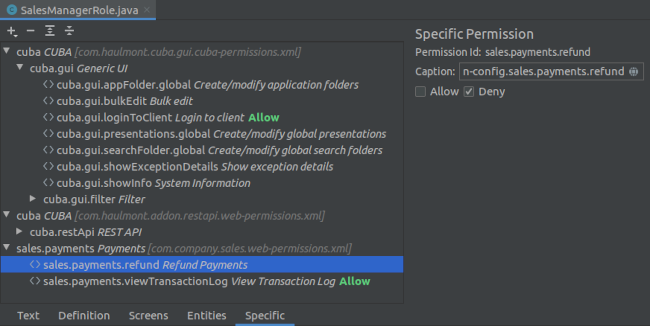 SalesManagerRole.java
cuba CUBA [com.haulmont.cuba.gui.cuba-permissions.xml]
cuba.gui Generic UI
cuba.gui.appFolder.global Create/modify application folders
cuba.gui.bulkEdit Bulk edit
cuba.gui.loginToClient Login to client Allow
cuba.gui.presentations.global Create/modify global presentations
cuba.gui.searchFolder.global Create/modify global search folders
cuba.gui.showExceptionDetails Show exception details
cuba.gui.showInfo System Information
cuba.gui.filter Filter
cuba CUBA [com.haulmont.addon.restapi.web-permissions.xml]
cuba.restApi REST API
sales.payments Payments [com.company.sales.web-permissions.xml]
sales.payments.refund Refund Payments
sales.payments.viewTransactionLog View Transaction Log Allow
Specific Permission
Permission Id: sales.payments.refund
Caption: n-config.sales.payments.refund
Allow Deny
Text Definition Screens Entities Specific